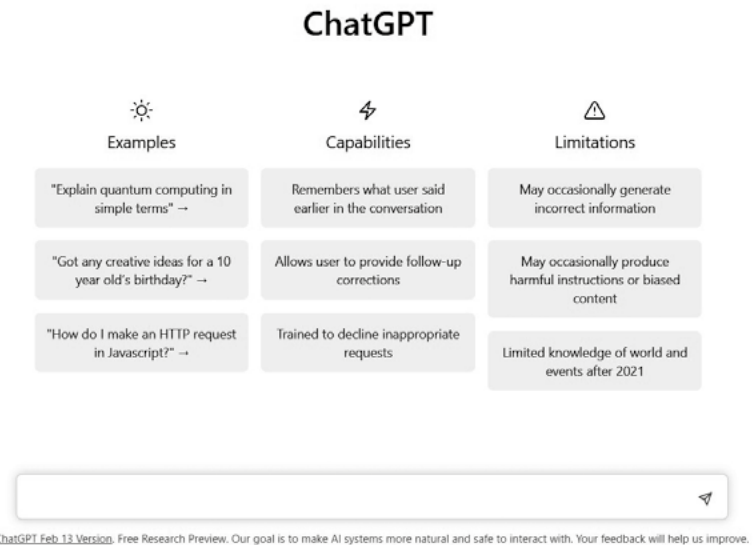 ChatGPT
Examples
"Explain quantum computing in
simple terms" →
"Got any creative ideas for a 10
year old's birthday?" →
"How do I make an HTTP request
in Javascript?" →
Capabilities
Remembers what user said
earlier in the conversation
Allows user to provide follow-up
corrections
Trained to decline inappropriate
requests
Limitations
May occasionally generate
incorrect information
May occasionally produce
harmful instructions or biased
content
Limited knowledge of world and
events after 2021
ChatGPT Feb 13 Version. Free Research Preview. Our goal is to make AI systems more natural and safe to interact with. Your feedback will help us improve.